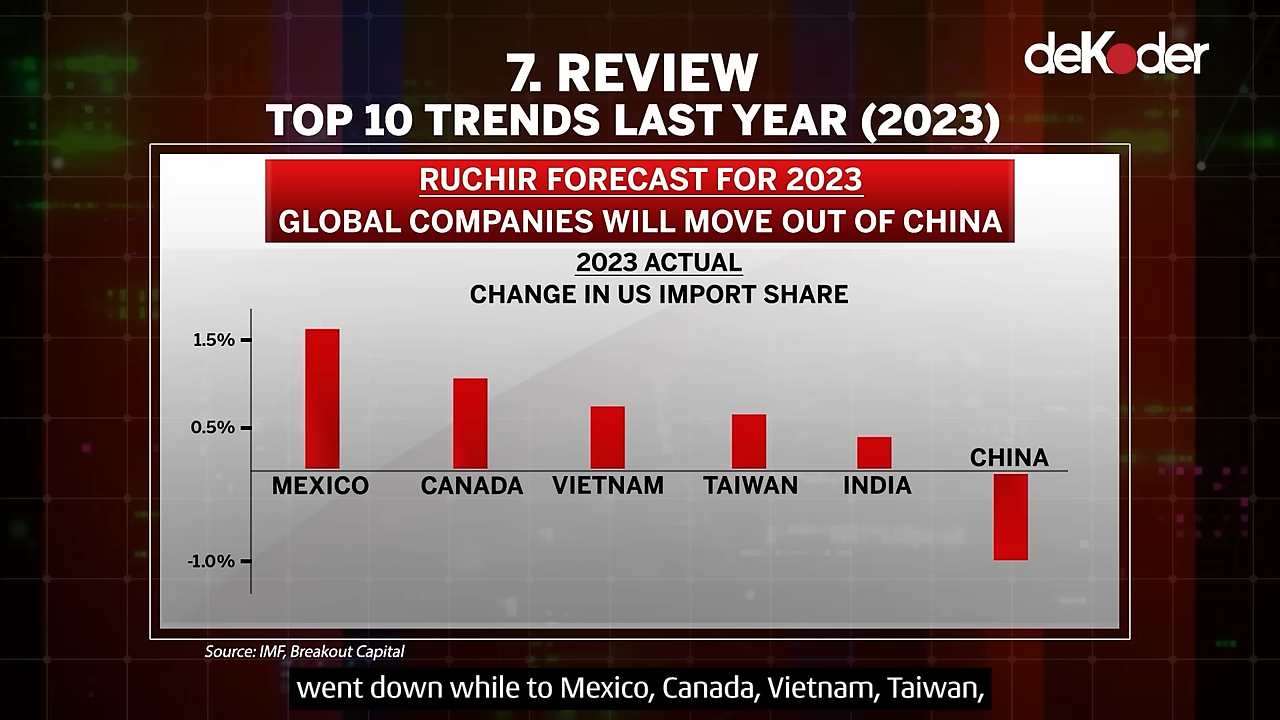 deKoder
7. REVIEW
TOP 10 TRENDS LAST YEAR (2023)
RUCHIR FORECAST FOR 2023
GLOBAL COMPANIES WILL MOVE OUT OF CHINA
2023 ACTUAL
CHANGE IN US IMPORT SHARE
1.5%
0.5%
CHINA
MEXICO CANADA VIETNAM TAIWAN INDIA
-1.0%
Source: IMF, Breakout Capital
went down while to Mexico, Canada, Vietnam, Taiwan,